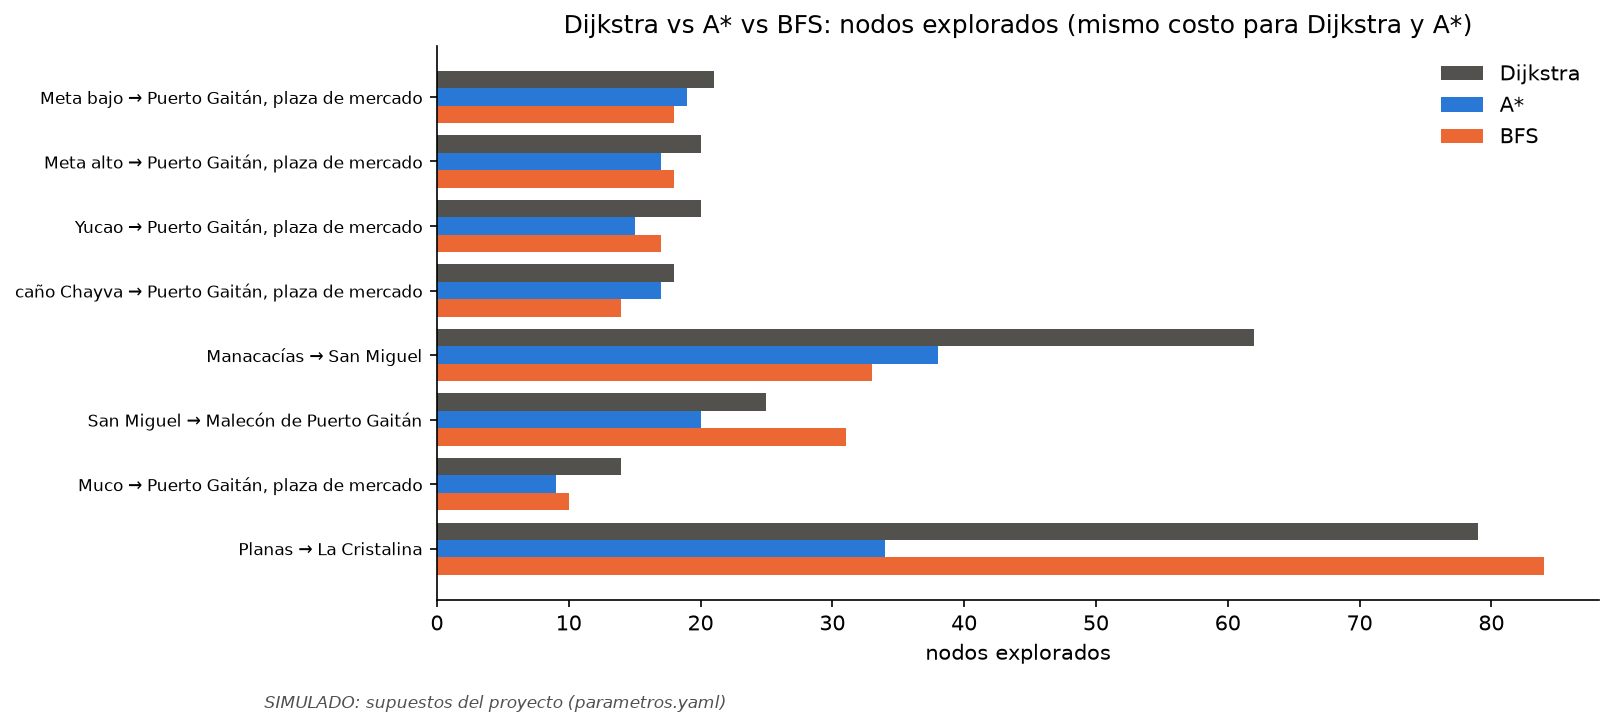 Dijkstra vs A* vs BFS: nodos explorados (mismo costo para Dijkstra y A*)
Dijkstra
A*
BFS
Meta bajo → Puerto Gaitán, plaza de mercado
Meta alto → Puerto Gaitán, plaza de mercado
Yucao → Puerto Gaitán, plaza de mercado
caño Chayva → Puerto Gaitán, plaza de mercado
Manacacías → San Miguel
San Miguel → Malecón de Puerto Gaitán
Muco → Puerto Gaitán, plaza de mercado
Planas → La Cristalina
0 10 20 30 40 50 60 70 80
nodos explorados
SIMULADO: supuestos del proyecto (parametros.yaml)